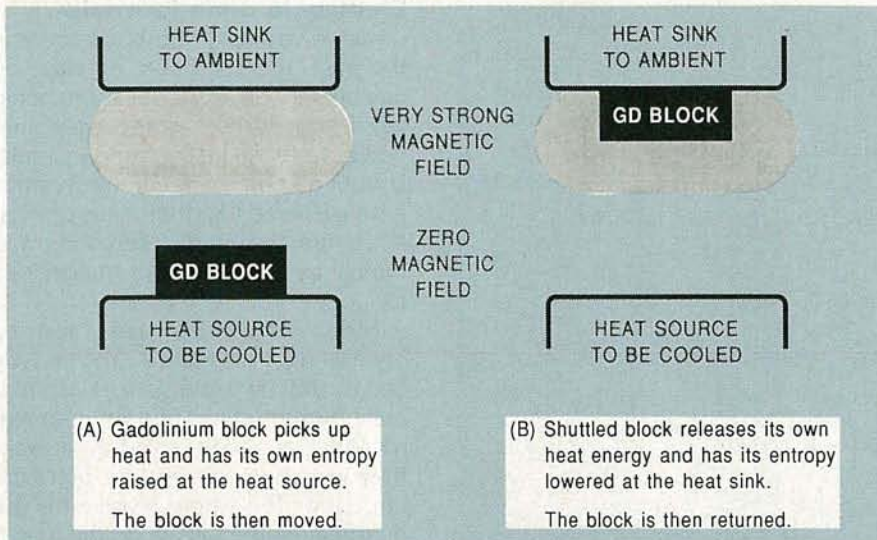 HEAT SINK
TO AMBIENT
VERY STRONG
MAGNETIC
FIELD
ZERO
MAGNETIC
FIELD
GD BLOCK
HEAT SOURCE
TO BE COOLED
(A) Gadolinium block picks up
heat and has its own entropy
raised at the heat source.
The block is then moved.
HEAT SINK
TO AMBIENT
GD BLOCK
HEAT SOURCE
TO BE COOLED
(B) Shuttled block releases its own
heat energy and has its entropy
lowered at the heat sink.
The block is then returned.